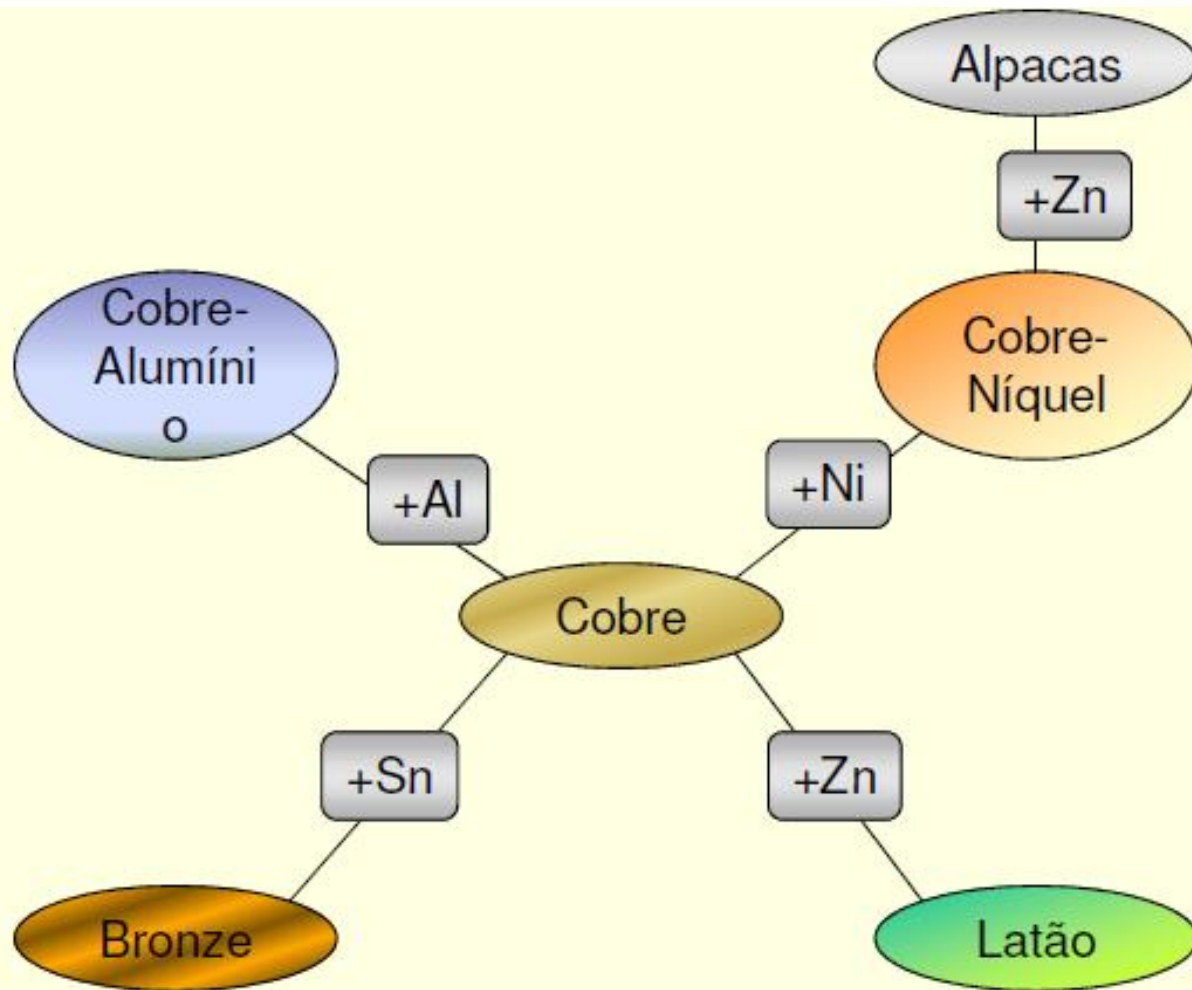 Alpacas
+Zn
Cobre-
Alumíni
o
Cobre-
Níquel
+Al
+Ni
Cobre
+Sn
+Zn
Bronze
Latão